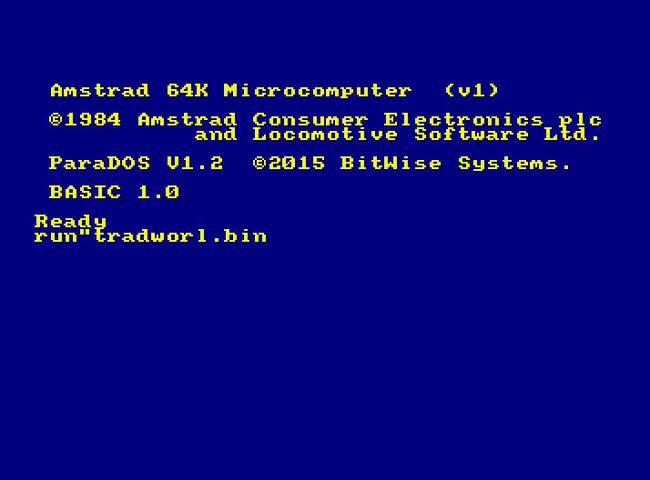 Amstrad 64K Microcomputer  (v1)
©1984 Amstrad Consumer Electronics plc
and Locomotive Software Ltd.
ParaDOS V1.2  ©2015 BitWise Systems.
BASIC 1.0
Ready
run"tradworl.bin